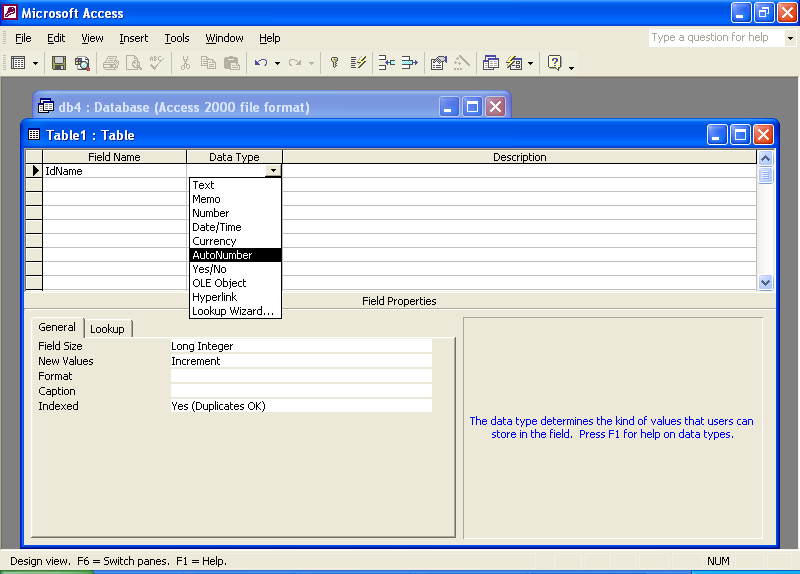 Microsoft Access
File Edit View Insert Tools Window Help
Type a question for help
db4 : Database (Access 2000 file format)
Table1 : Table
Field Name Data Type Description
IdName
Text
Memo
Number
Date/Time
Currency
AutoNumber
Yes/No
OLE Object
Hyperlink
Lookup Wizard...
Field Properties
General Lookup
Field Size Long Integer
New Values Increment
Format
Caption
Indexed Yes (Duplicates OK)
The data type determines the kind of values that users can
store in the field. Press F1 for help on data types.
Design view. F6 = Switch panes. F1 = Help. NUM